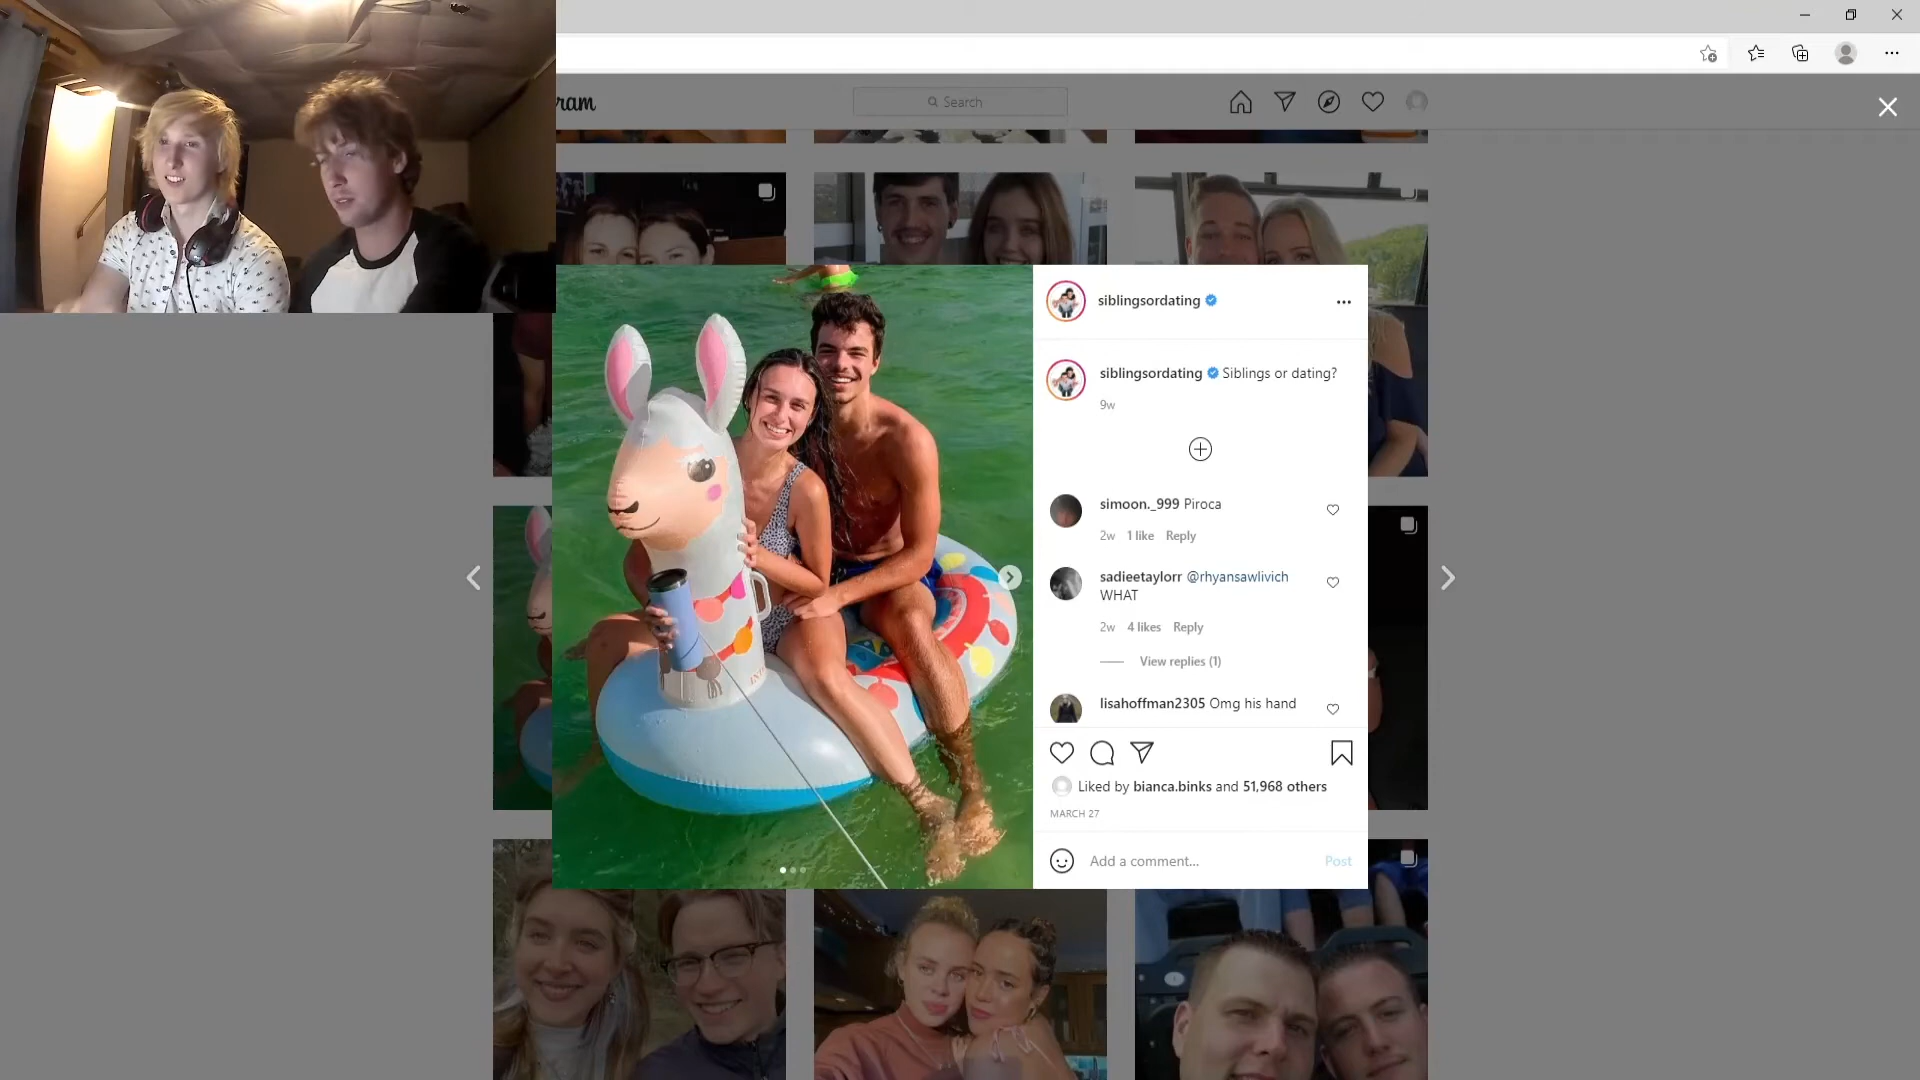 ram
Search
siblingsordating
siblingsordating Siblings or dating?
9w
simoon._999 Piroca
2w 1 like Reply
sadieetaylorr @rhyansawlivich
WHAT
2w 4 likes Reply
View replies (1)
lisahoffman2305 Omg his hand
Liked by bianca.binks and 51,968 others
MARCH 27
Add a comment... Post